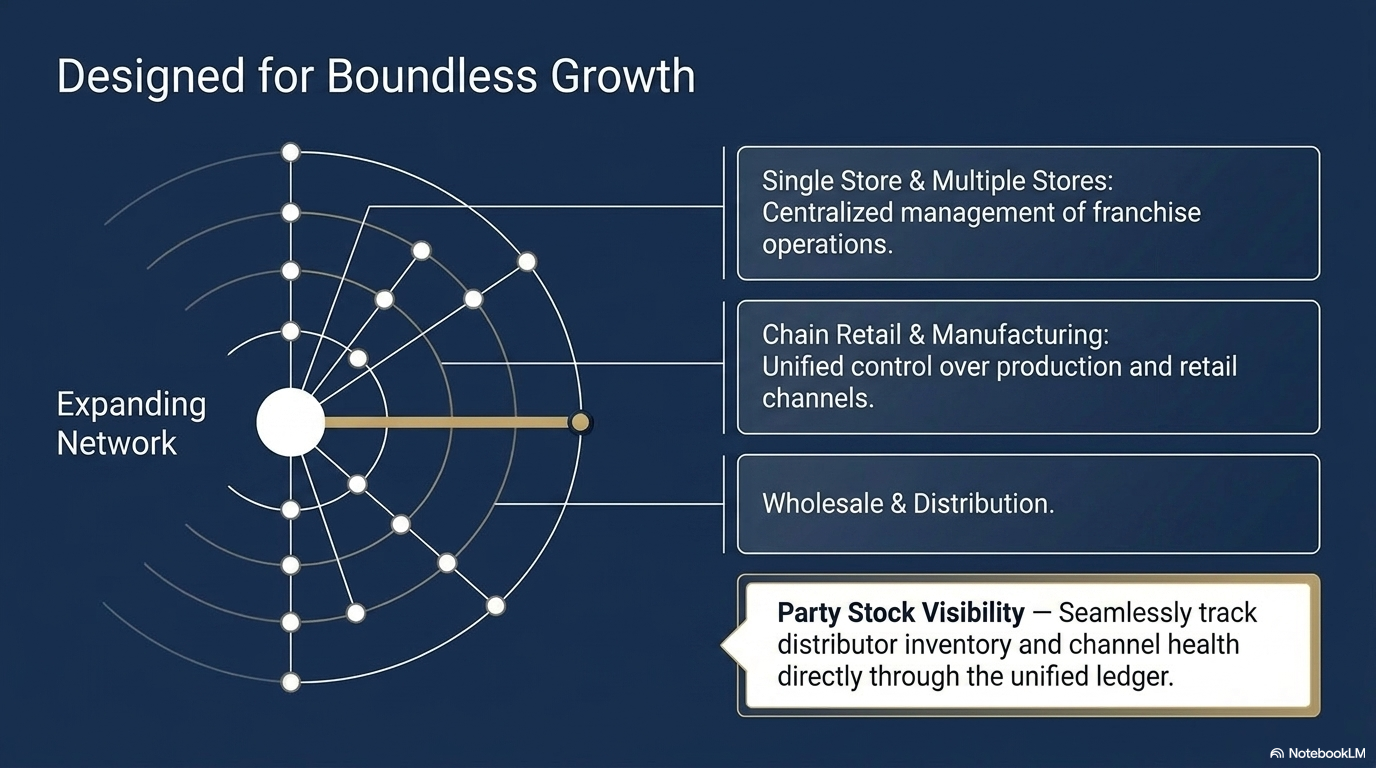 Designed for Boundless Growth
Expanding
Network
Single Store & Multiple Stores:
Centralized management of franchise
operations.
Chain Retail & Manufacturing:
Unified control over production and retail
channels.
Wholesale & Distribution.
Party Stock Visibility — Seamlessly track
distributor inventory and channel health
directly through the unified ledger.
NotebookLM